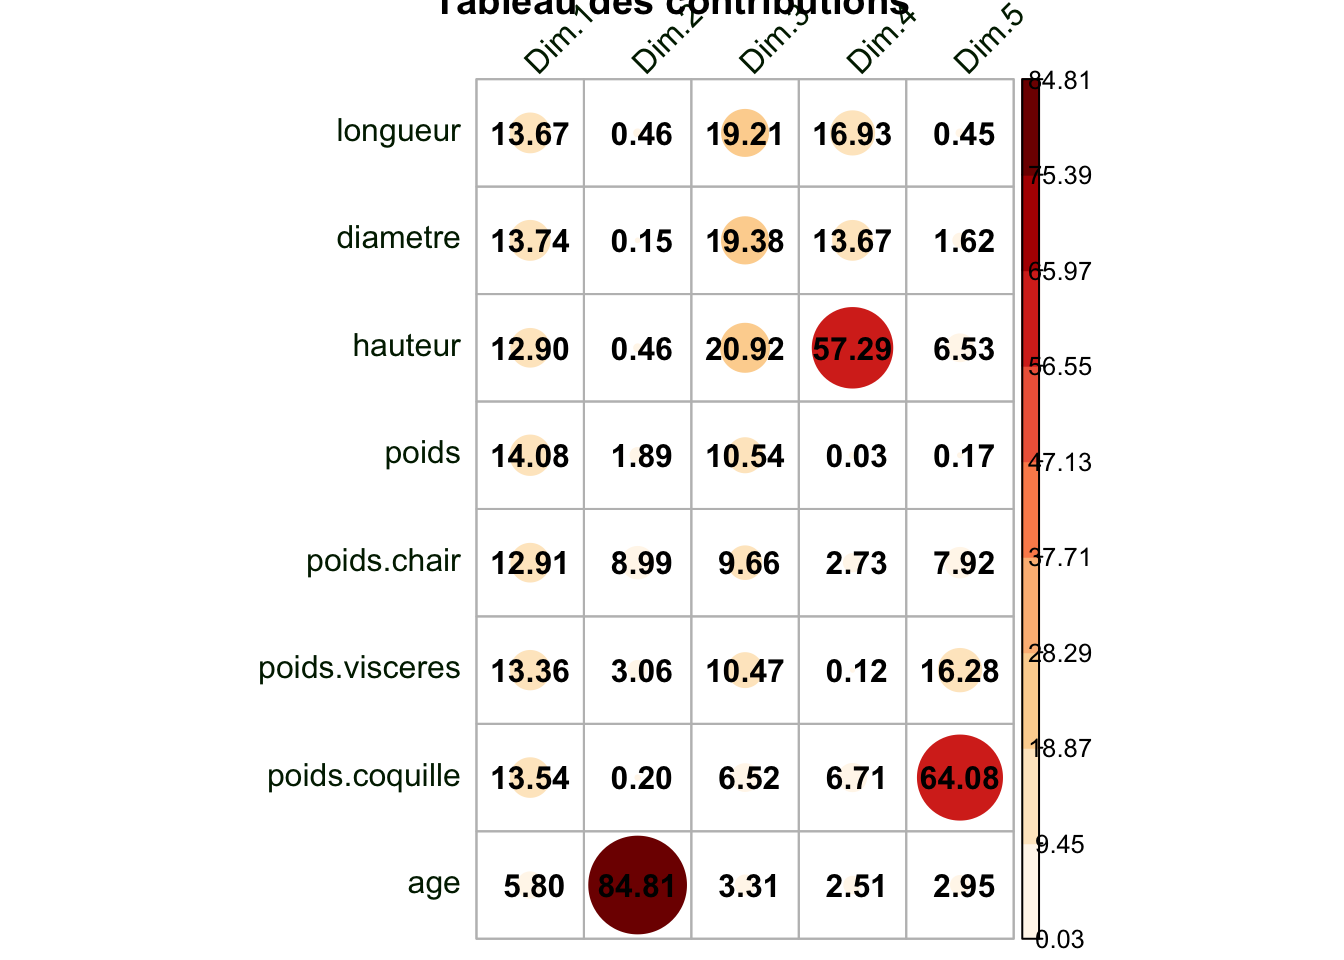 Tableau des contributions
Dim.1 Dim.2 Dim.3 Dim.4 Dim.5
longueur 13.67 0.46 19.21 16.93 0.45
diametre 13.74 0.15 19.38 13.67 1.62
hauteur 12.90 0.46 20.92 57.29 6.53
poids 14.08 1.89 10.54 0.03 0.17
poids.chair 12.91 8.99 9.66 2.73 7.92
poids.visceres 13.36 3.06 10.47 0.12 16.28
poids.coquille 13.54 0.20 6.52 6.71 64.08
age 5.80 84.81 3.31 2.51 2.95
84.81
75.39
65.97
56.55
47.13
37.71
28.29
18.87
9.45
0.03